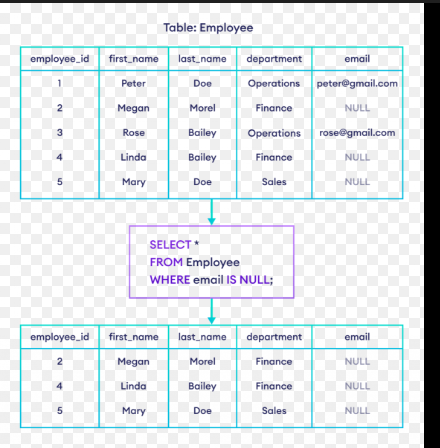 Table: Employee
employee_id first_name last_name department email
1 Peter Doe Operations peter@gmail.com
2 Megan Morel Finance NULL
3 Rose Bailey Operations rose@gmail.com
4 Linda Bailey Finance NULL
5 Mary Doe Sales NULL
SELECT *
FROM Employee
WHERE email IS NULL;
employee_id first_name last_name department email
2 Megan Morel Finance NULL
4 Linda Bailey Finance NULL
5 Mary Doe Sales NULL